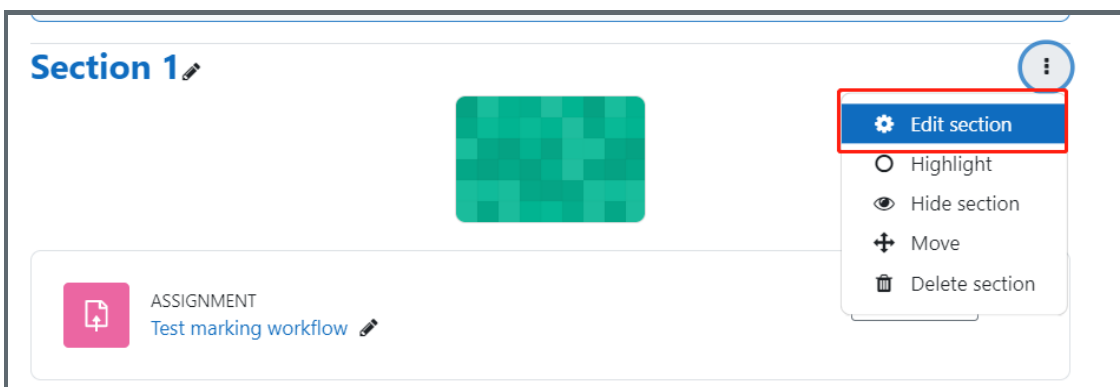 Section 1
Edit section
Highlight
Hide section
Move
Delete section
ASSIGNMENT
Test marking workflow